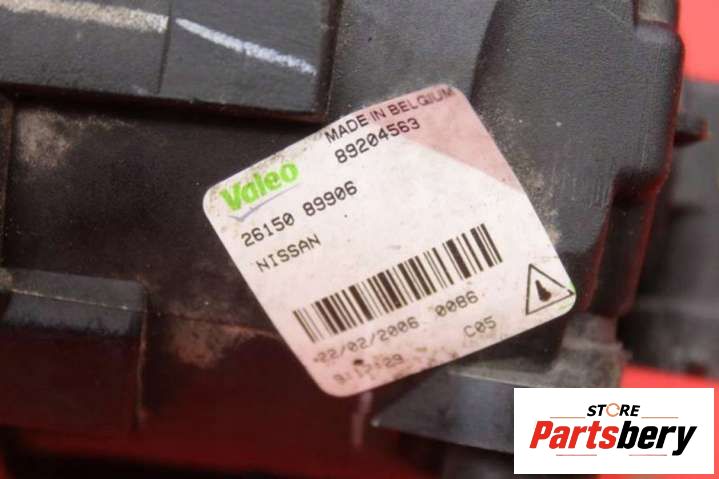 Valeo
MADE IN BELGIUM
89204563
26150 89906
NISSAN
22/02/2006 0086
C05
STORE
Partsbery